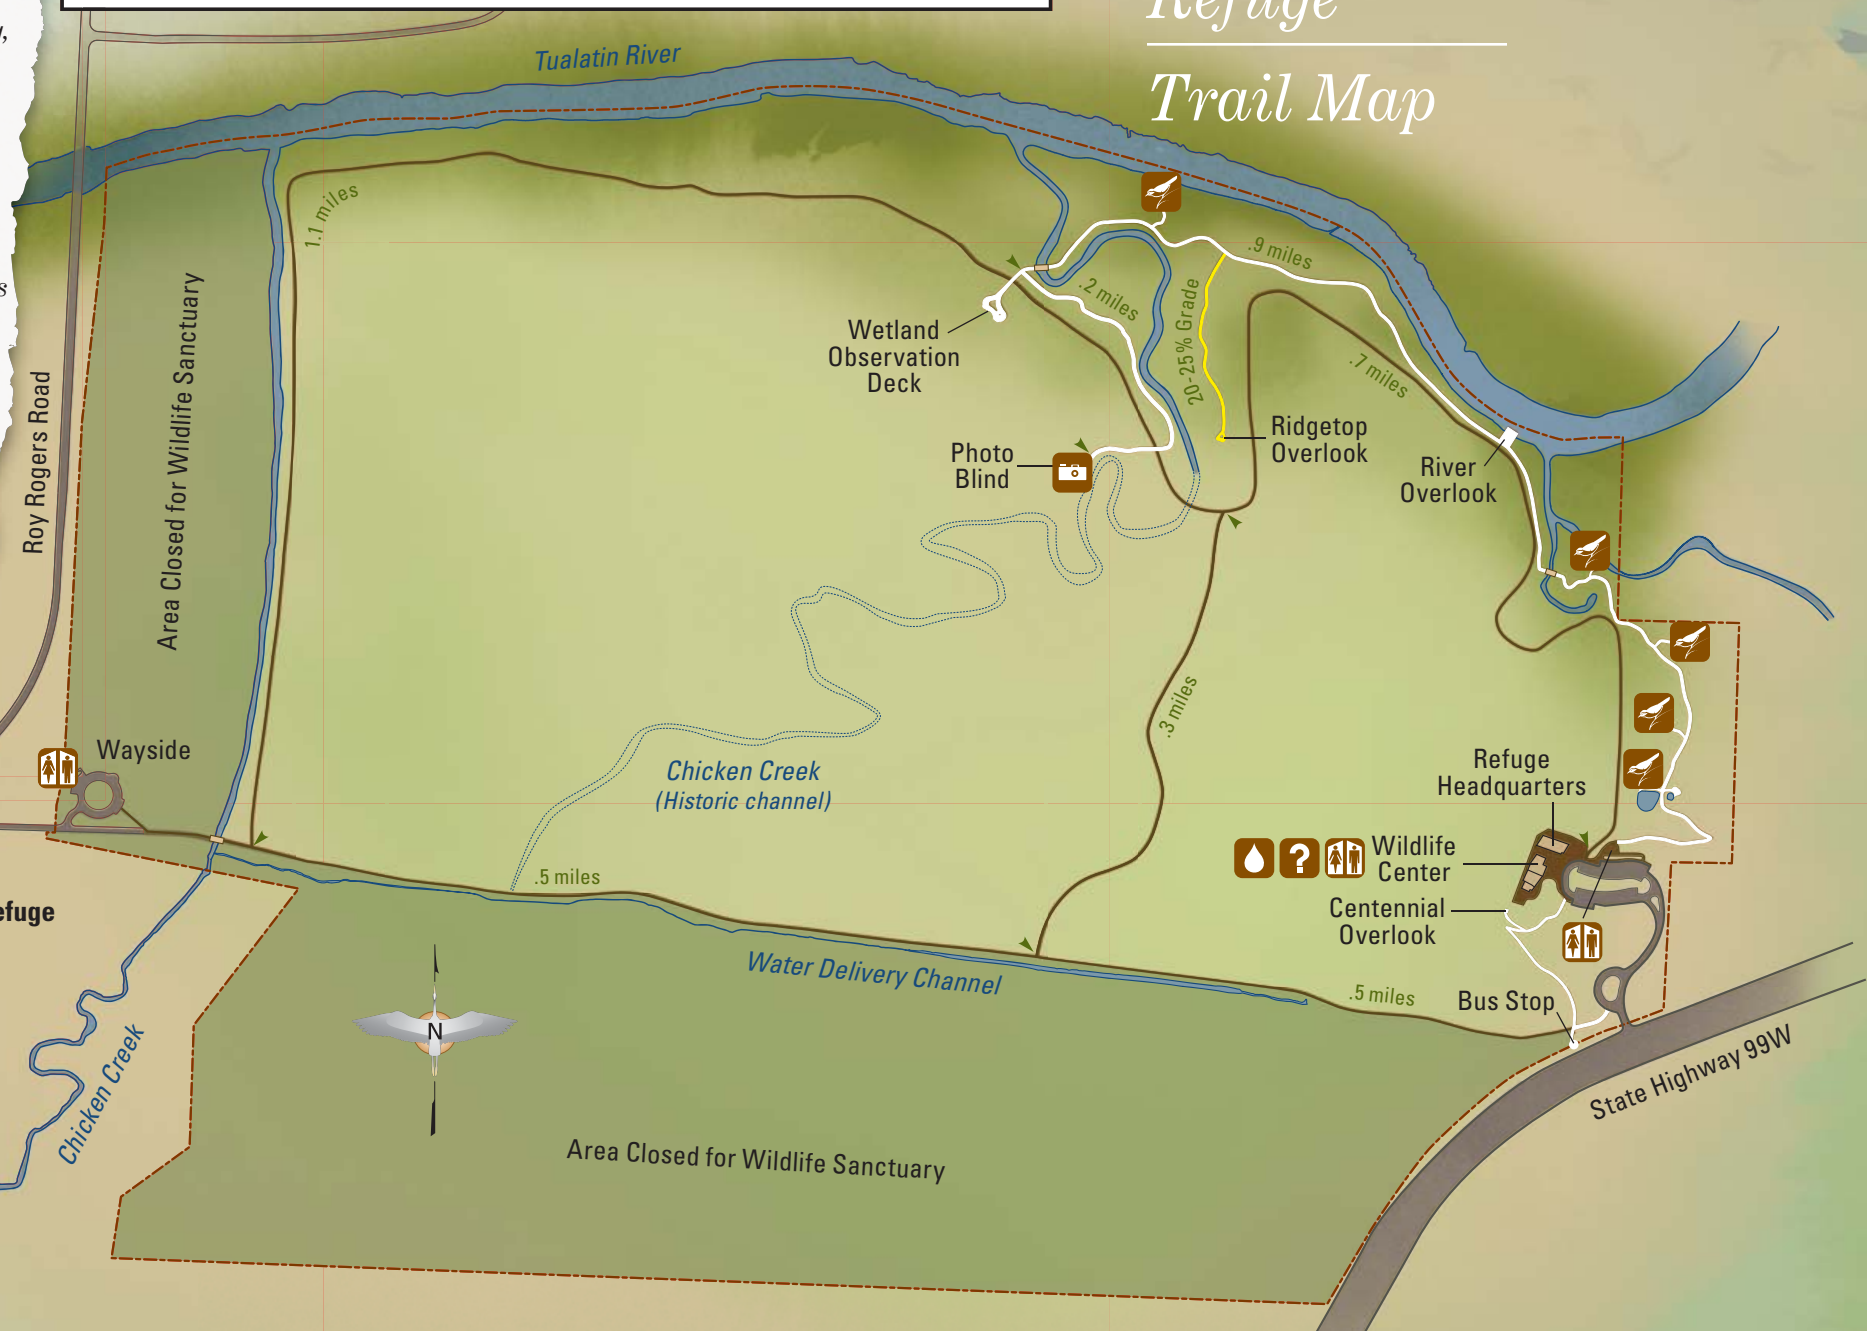 Refuge
Trail Map
Tualatin River
1.1 miles
.9 miles
.2 miles
20-25% Grade
.7 miles
Wetland
Observation
Deck
Area Closed for Wildlife Sanctuary
Roy Rogers Road
Photo
Blind
Ridgetop
Overlook
River
Overlook
.3 miles
Wayside
Chicken Creek
(Historic channel)
Refuge
Headquarters
?
Wildlife
Center
.5 miles
Centennial
Overlook
efuge
Water Delivery Channel
.5 miles
Bus Stop
N
Chicken Creek
State Highway 99W
Area Closed for Wildlife Sanctuary